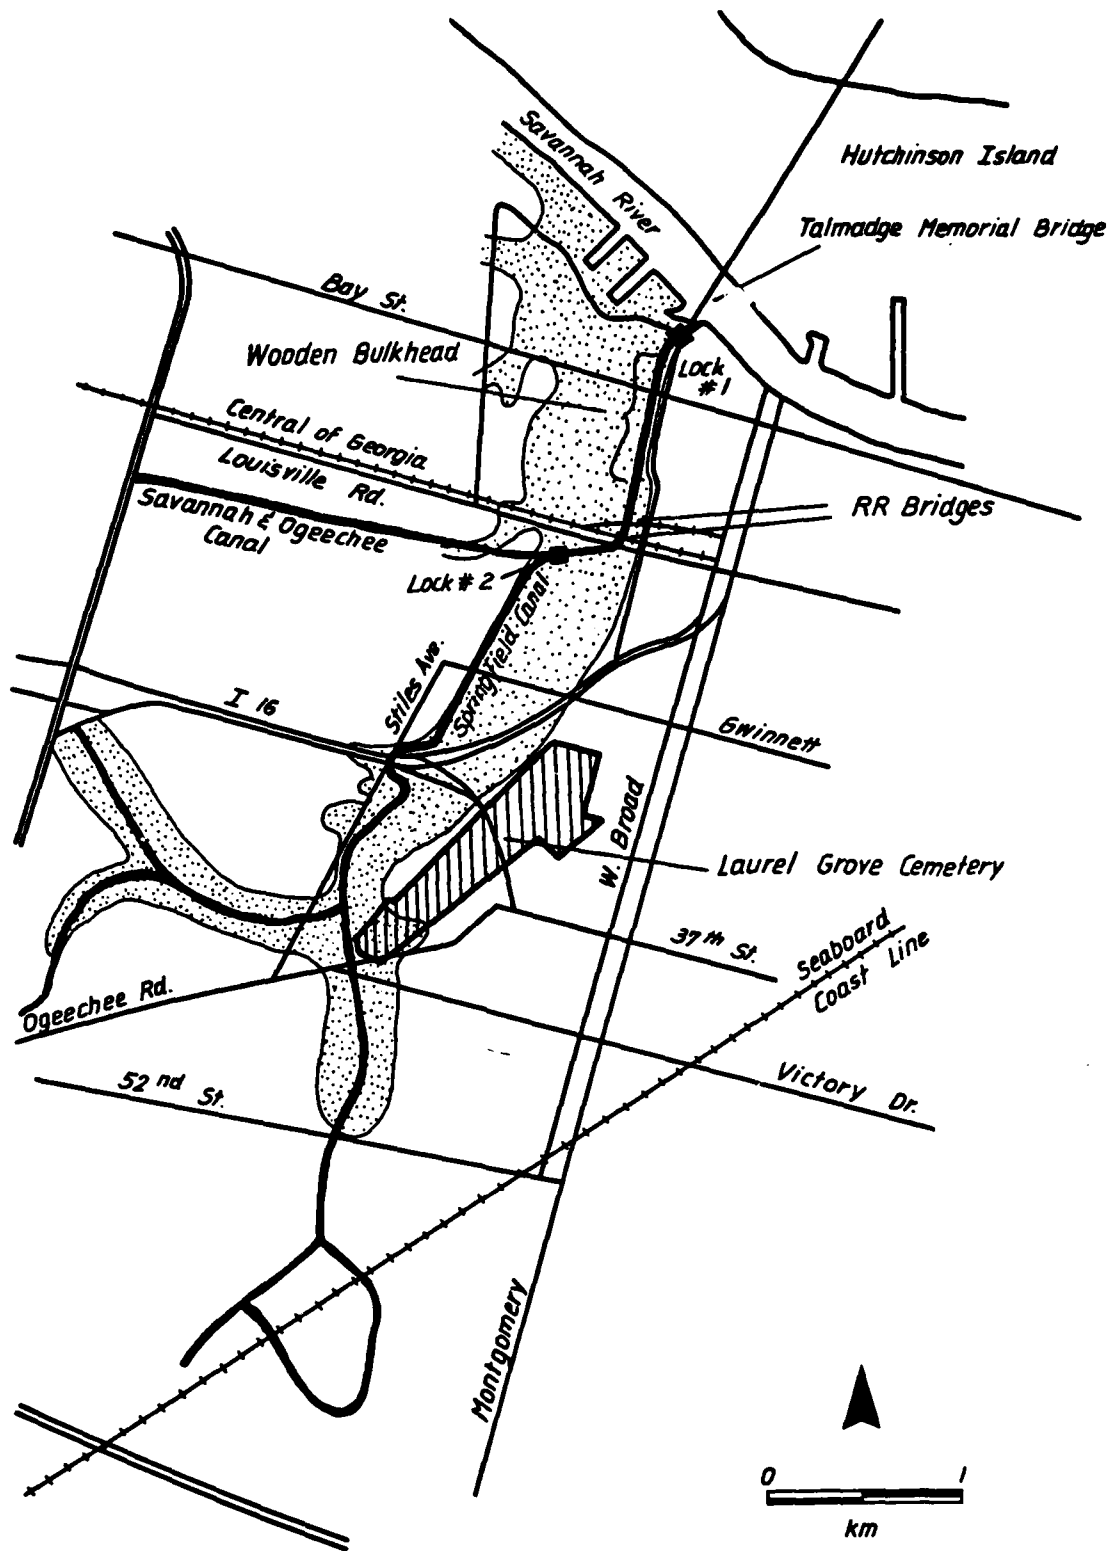 Savannah River
Hutchinson Island
Talmadge Memorial Bridge
Bay St.
Wooden Bulkhead
Lock
#1
Central of Georgia
Louisville Rd.
Savannah & Ogeechee
Canal
RR Bridges
Lock #2
Springfield Canal
Stiles Ave.
I 16
Gwinnett
W. Broad
Laurel Grove Cemetery
37th St.
Seaboard
Coast Line
Ogeechee Rd.
52nd St.
Victory Dr.
Montgomery
0 1
km